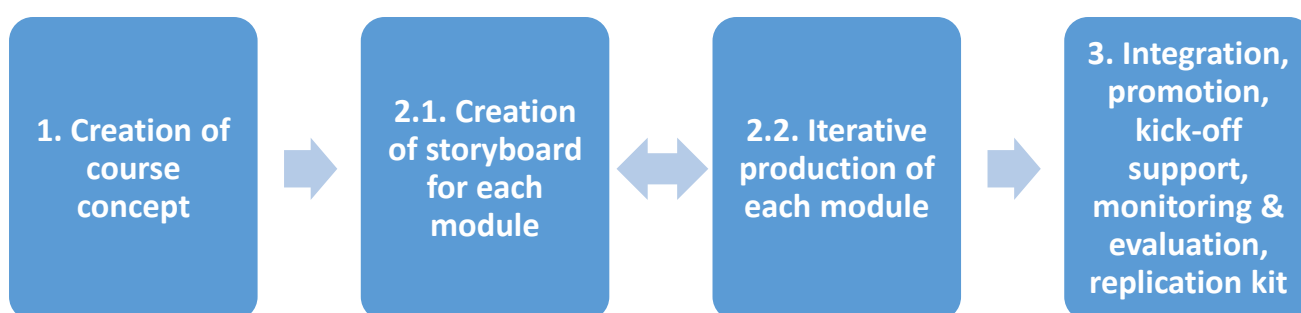 1. Creation of
course
concept
2.1. Creation
of storyboard
for each
module
2.2. Iterative
production of
each module
3. Integration,
promotion,
kick-off
support,
monitoring &
evaluation,
replication kit